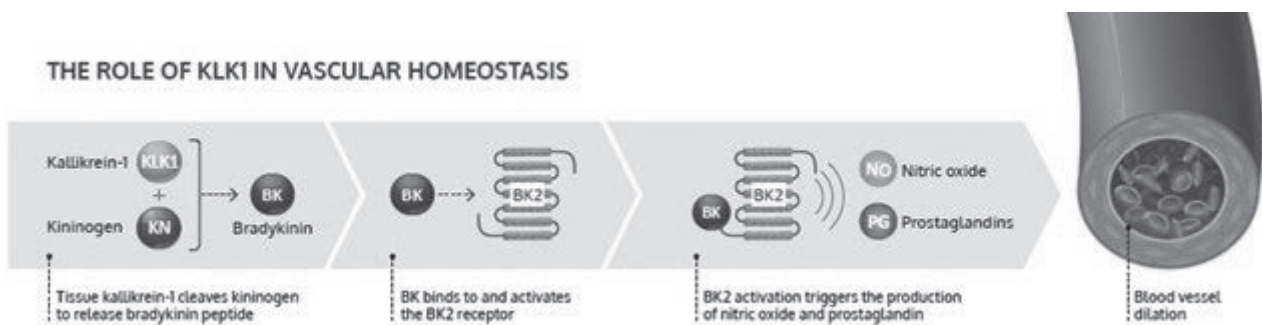 THE ROLE OF KLK1 IN VASCULAR HOMEOSTASIS
Kallikrein-1 KLK1
+
Kininogen KN
BK
Bradykinin
Tissue kallikrein-1 cleaves kininogen
to release bradykinin peptide
BK
BK2
BK binds to and activates
the BK2 receptor
BK
BK2
NO Nitric oxide
PG Prostaglandins
BK2 activation triggers the production
of nitric oxide and prostaglandin
Blood vessel
dilation